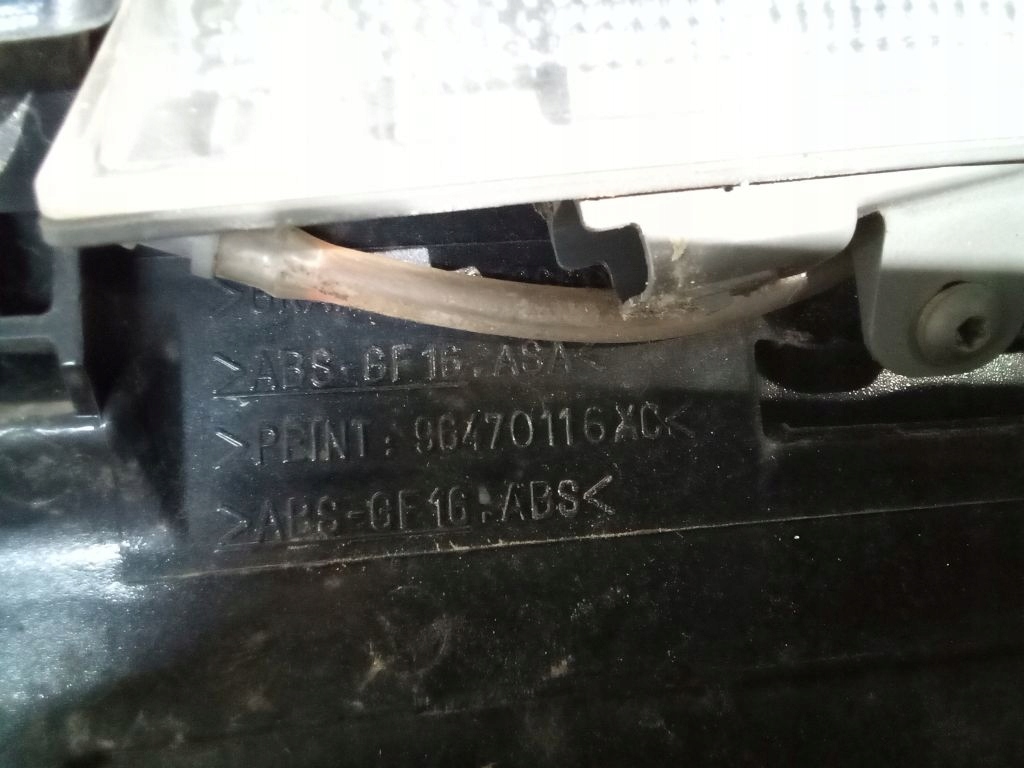 >ABS-GF16.ASA<
>PEINT: 96470116XC<
>ABS-GF16.ABS<